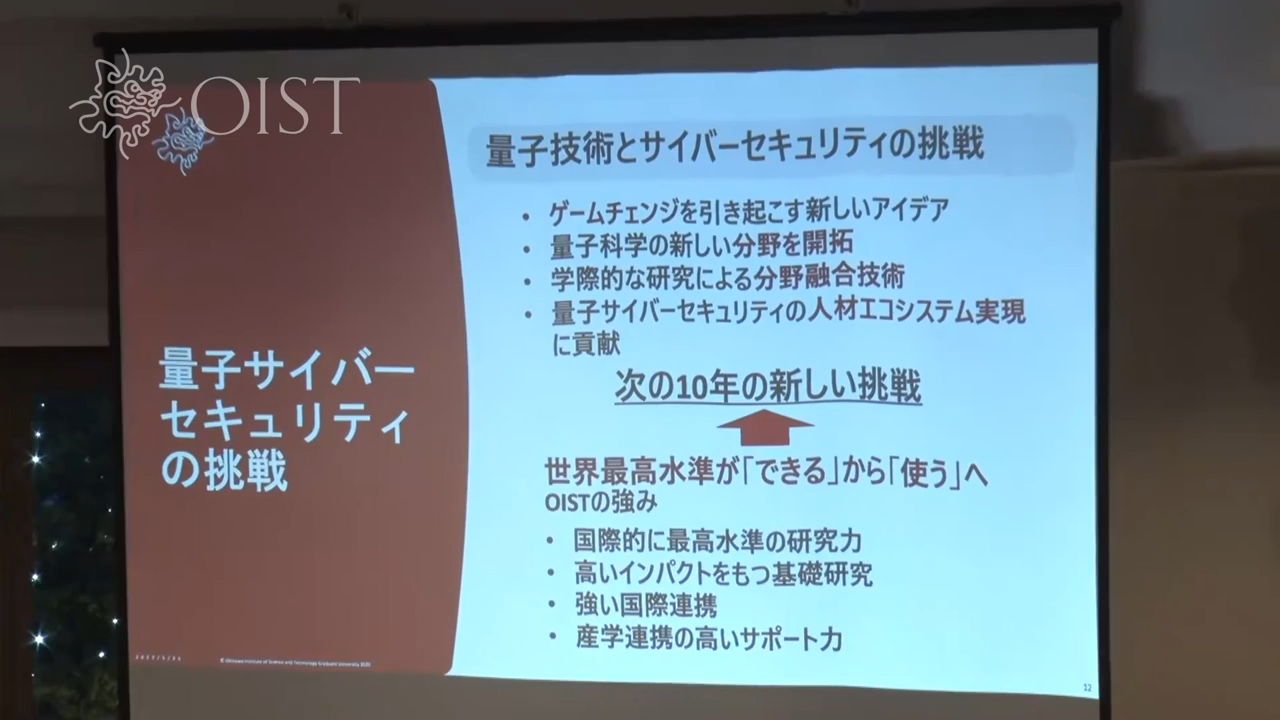 OIST
量子サイバー
セキュリティ
の挑戦
量子技術とサイバーセキュリティの挑戦
• ゲームチェンジを引き起こす新しいアイデア
• 量子科学の新しい分野を開拓
• 学際的な研究による分野融合技術
• 量子サイバーセキュリティの人材エコシステム実現
に貢献
次の10年の新しい挑戦
世界最高水準が「できる」から「使う」へ
OISTの強み
• 国際的に最高水準の研究力
• 高いインパクトをもつ基礎研究
• 強い国際連携
• 産学連携の高いサポート力
© Okinawa Institute of Science and Technology Graduate University